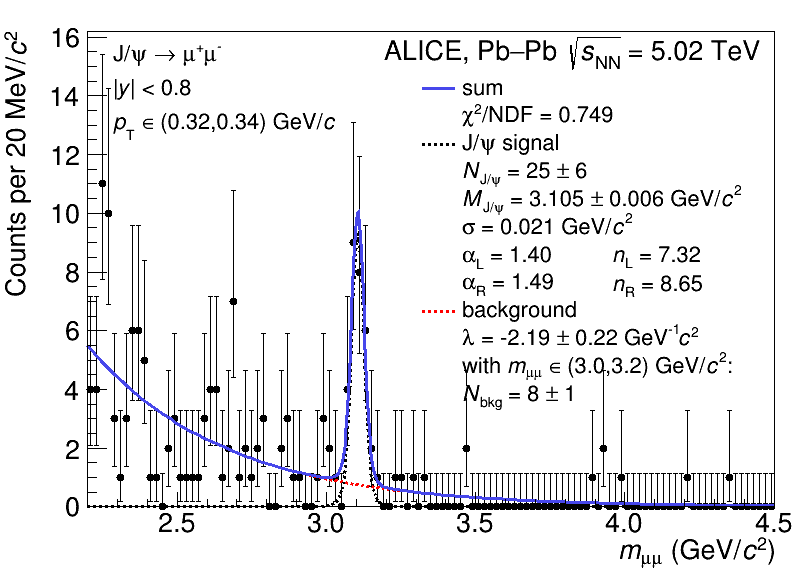 J/ψ → μ⁺μ⁻
|y| < 0.8
p_T ∈ (0.32,0.34) GeV/c
ALICE, Pb–Pb √s_NN = 5.02 TeV
sum
χ²/NDF = 0.749
J/ψ signal
N_J/ψ = 25 ± 6
M_J/ψ = 3.105 ± 0.006 GeV/c²
σ = 0.021 GeV/c²
α_L = 1.40 n_L = 7.32
α_R = 1.49 n_R = 8.65
background
λ = -2.19 ± 0.22 GeV⁻¹c²
with m_μμ ∈ (3.0,3.2) GeV/c²:
N_bkg = 8 ± 1
Counts per 20 MeV/c²
16
14
12
10
8
6
4
2
0
2.5 3.0 3.5 4.0 4.5
m_μμ (GeV/c²)